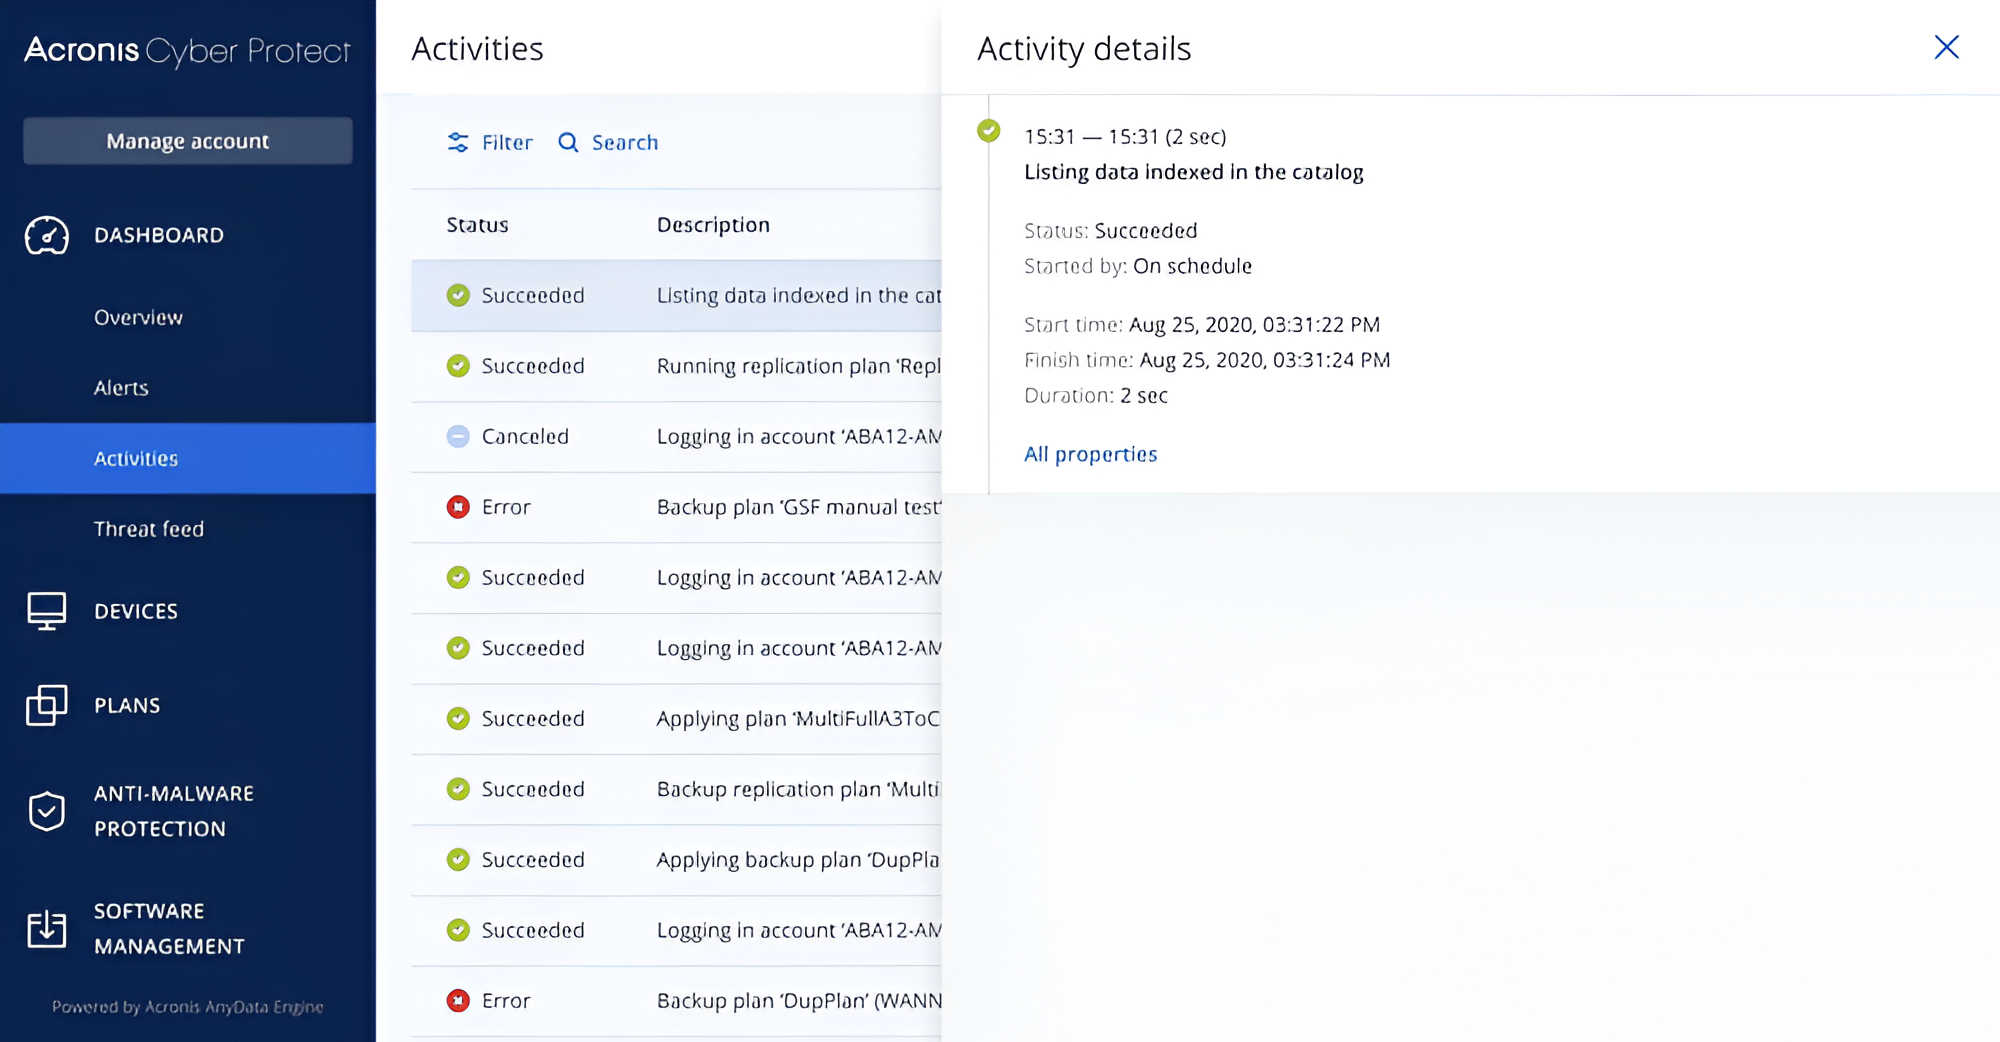 Acronis Cyber Protect
Manage account
DASHBOARD
Overview
Alerts
Activities
Threat feed
DEVICES
PLANS
ANTI-MALWARE
PROTECTION
SOFTWARE
MANAGEMENT
Powered by Acronis AnyData Engine
Activities
Filter Search
Status Description
Succeeded Listing data indexed in the cat
Succeeded Running replication plan ‘Repl
Canceled Logging in account ‘ABA12-AM
Error Backup plan ‘GSF manual test’
Succeeded Logging in account ‘ABA12-AM
Succeeded Logging in account ‘ABA12-AM
Succeeded Applying plan ‘MultiFullA3ToC
Succeeded Backup replication plan ‘Multi
Succeeded Applying backup plan ‘DupPla
Succeeded Logging in account ‘ABA12-AM
Error Backup plan ‘DupPlan’ (WANN
Activity details
15:31 — 15:31 (2 sec)
Listing data indexed in the catalog
Status: Succeeded
Started by: On schedule
Start time: Aug 25, 2020, 03:31:22 PM
Finish time: Aug 25, 2020, 03:31:24 PM
Duration: 2 sec
All properties